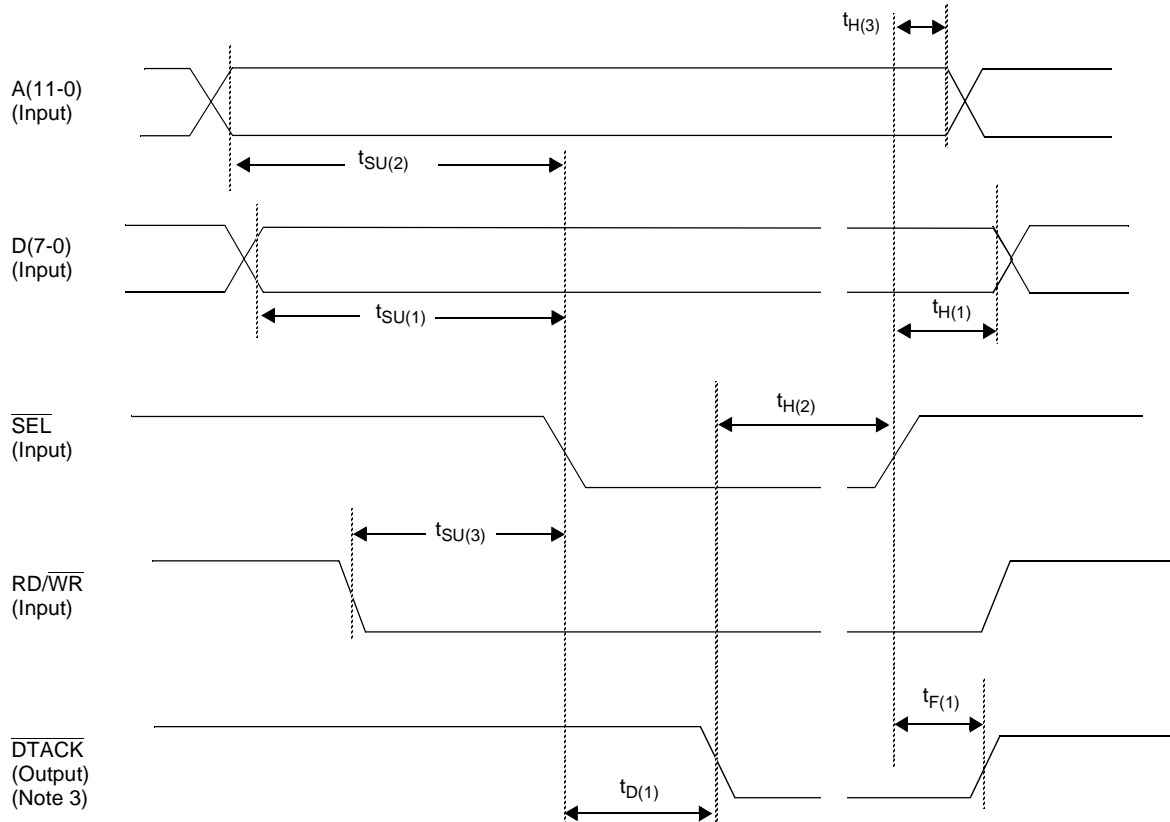 tH(3)
A(11-0)
(Input)
tSU(2)
D(7-0)
(Input)
tSU(1)
tH(1)
SEL
(Input)
tH(2)
tSU(3)
RD/WR
(Input)
tF(1)
DTACK
(Output)
(Note 3)
tD(1)